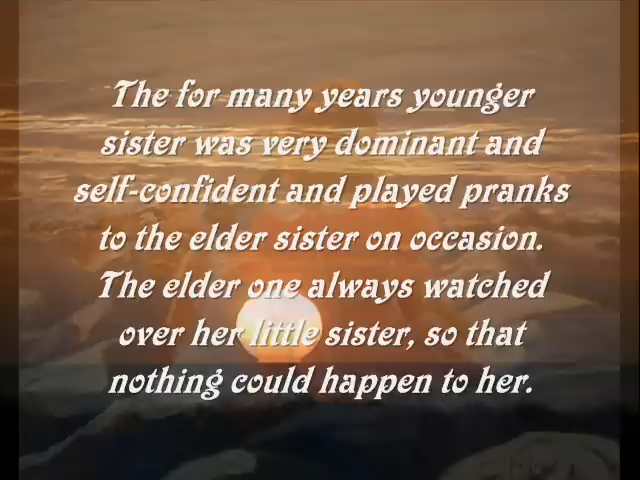 The for many years younger
sister was very dominant and
self-confident and played pranks
to the elder sister on occasion.
The elder one always watched
over her little sister, so that
nothing could happen to her.